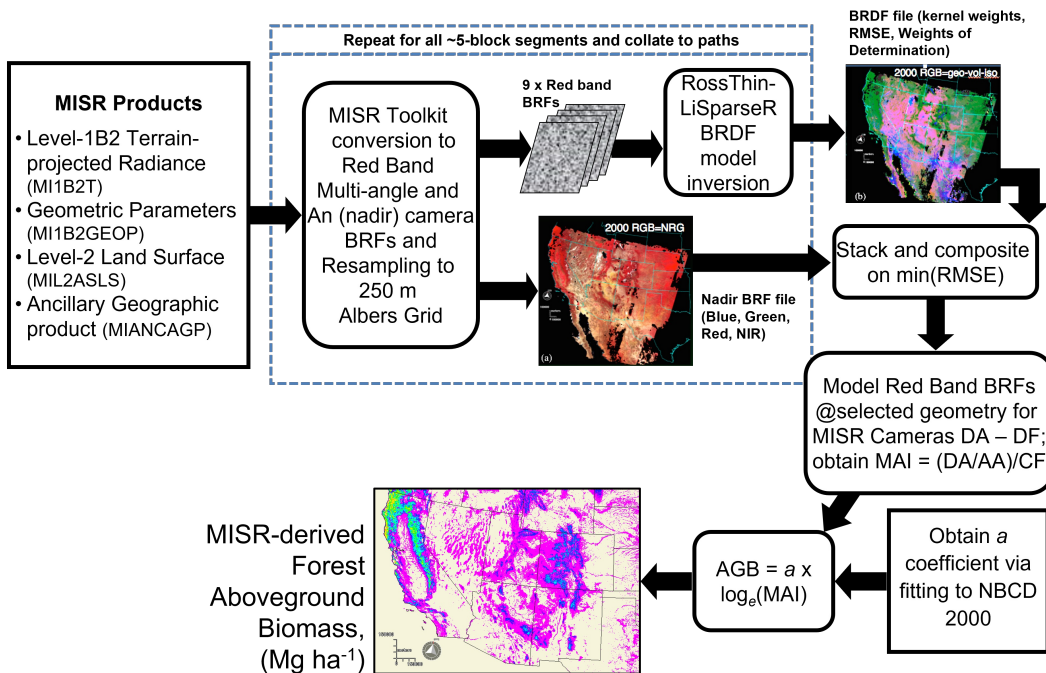 Repeat for all ~5-block segments and collate to paths
MISR Products
• Level-1B2 Terrain-
projected Radiance
(MI1B2T)
• Geometric Parameters
(MI1B2GEOP)
• Level-2 Land Surface
(MIL2ASLS)
• Ancillary Geographic
product (MIANCAGP)
MISR Toolkit
conversion to
Red Band
Multi-angle and
An (nadir) camera
BRFs and
Resampling to
250 m
Albers Grid
9 x Red band
BRFs
RossThin-
LiSparseR
BRDF
model
inversion
BRDF file (kernel weights,
RMSE, Weights of
Determination)
2000 RGB=geo-vol-iso
(b)
2000 RGB=NRG
(a)
Nadir BRF file
(Blue, Green,
Red, NIR)
Stack and composite
on min(RMSE)
Model Red Band BRFs
@selected geometry for
MISR Cameras DA – DF;
obtain MAI = (DA/AA)/CF
Obtain a
coefficient via
fitting to NBCD
2000
AGB = a x
logₑ(MAI)
MISR-derived
Forest
Aboveground
Biomass,
(Mg ha⁻¹)